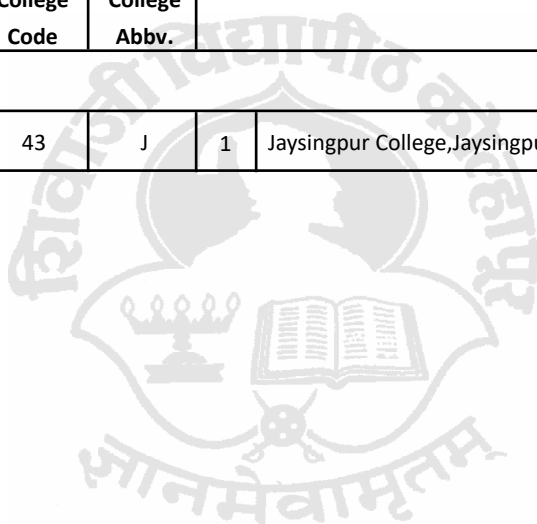 College College
Code Abbv.
43 J 1 Jaysingpur College,Jaysingpu
शिवाजी विद्यापीठ कोल्हापूर
ज्ञानमेवामृतम्